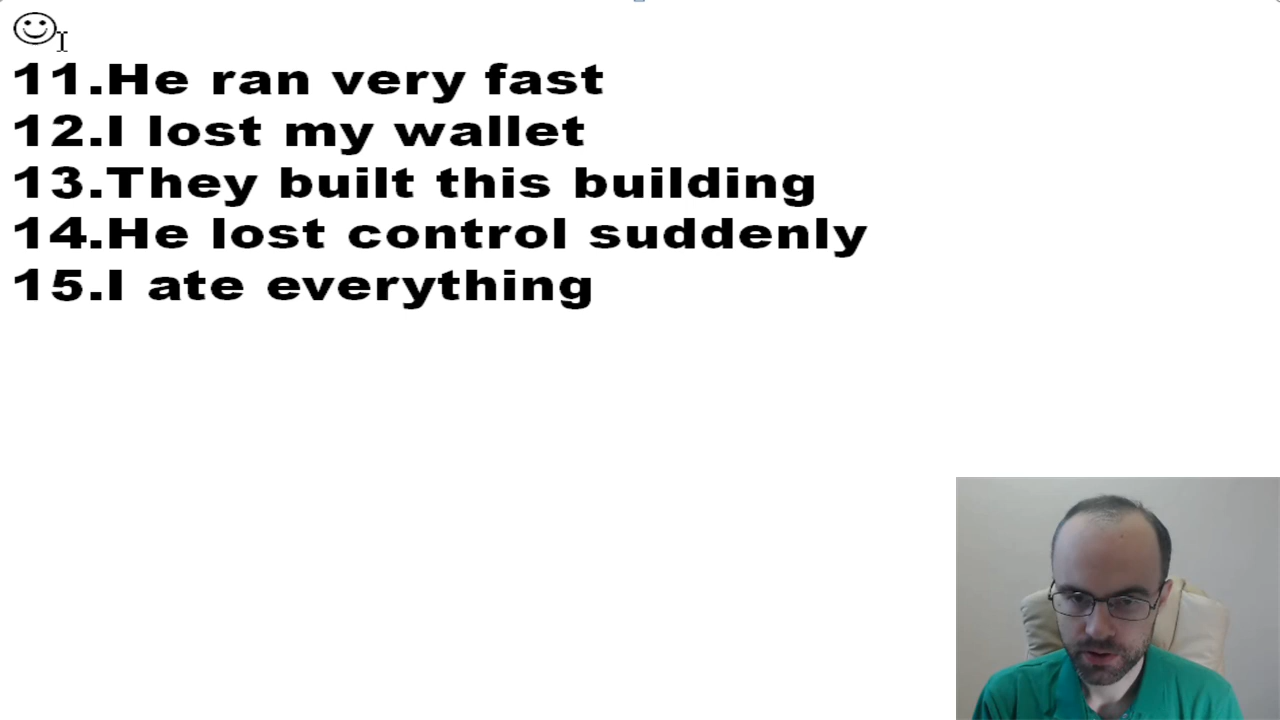 11.He ran very fast
12.I lost my wallet
13.They built this building
14.He lost control suddenly
15.I ate everything